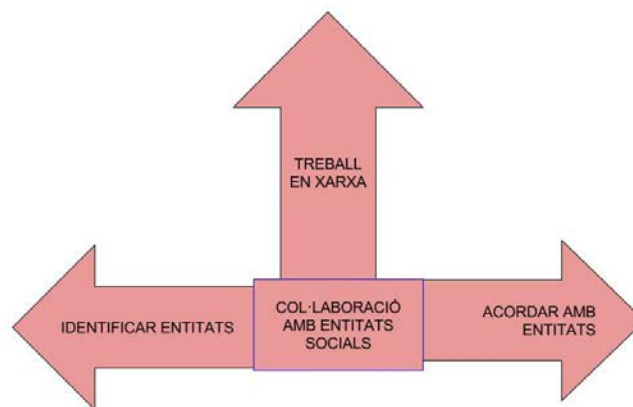 TREBALL
EN XARXA
IDENTIFICAR ENTITATS
COL·LABORACIÓ
AMB ENTITATS
SOCIALS
ACORDAR AMB
ENTITATS